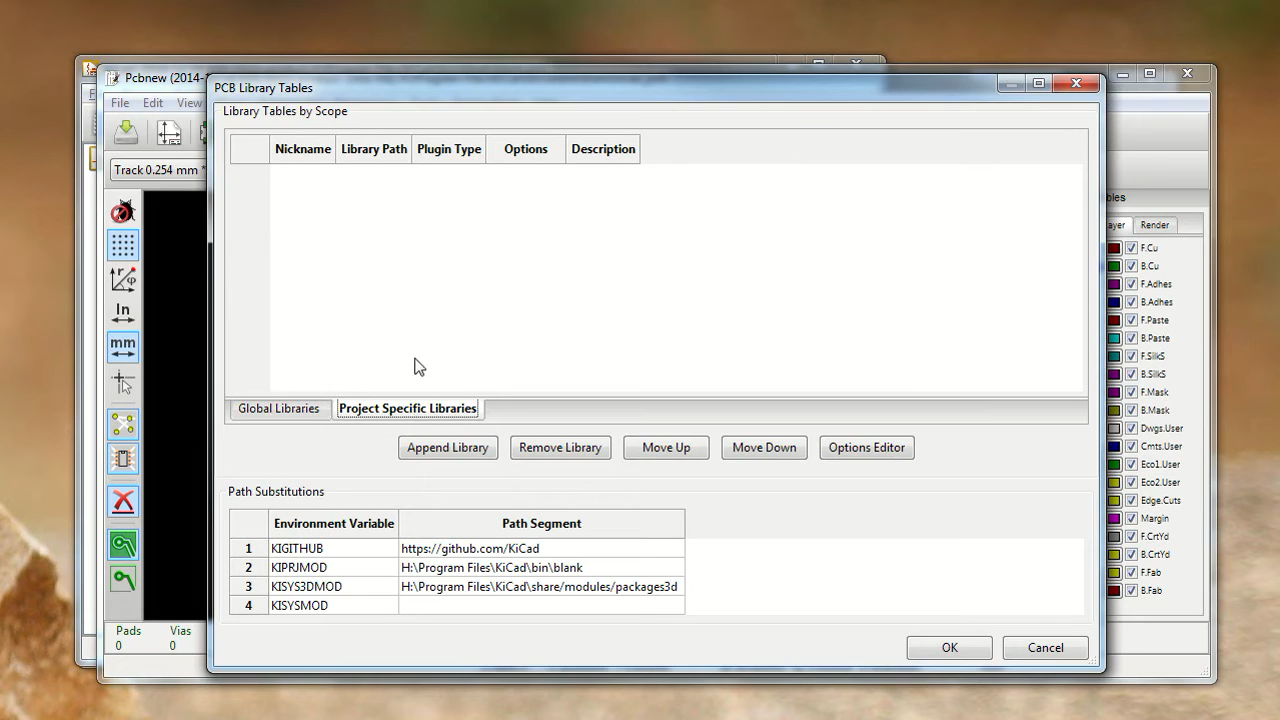 Pcbnew (2014-1
PCB Library Tables
File Edit View
Library Tables by Scope
Nickname Library Path Plugin Type Options Description
Track 0.254 mm *
bles
ayer Render
In
mm
F.Cu
B.Cu
F.Adhes
B.Adhes
F.Paste
B.Paste
F.SilkS
B.SilkS
F.Mask
B.Mask
Dwgs.User
Cmts.User
Eco1.User
Eco2.User
Edge.Cuts
Margin
F.CrtYd
B.CrtYd
F.Fab
B.Fab
Global Libraries Project Specific Libraries
Append Library Remove Library Move Up Move Down Options Editor
Path Substitutions
Environment Variable Path Segment
1 KIGITHUB https://github.com/KiCad
2 KIPRJMOD H:\Program Files\KiCad\bin\blank
3 KISYS3DMOD H:\Program Files\KiCad\share/modules/packages3d
4 KISYSMOD
Pads Vias
0 0
OK Cancel